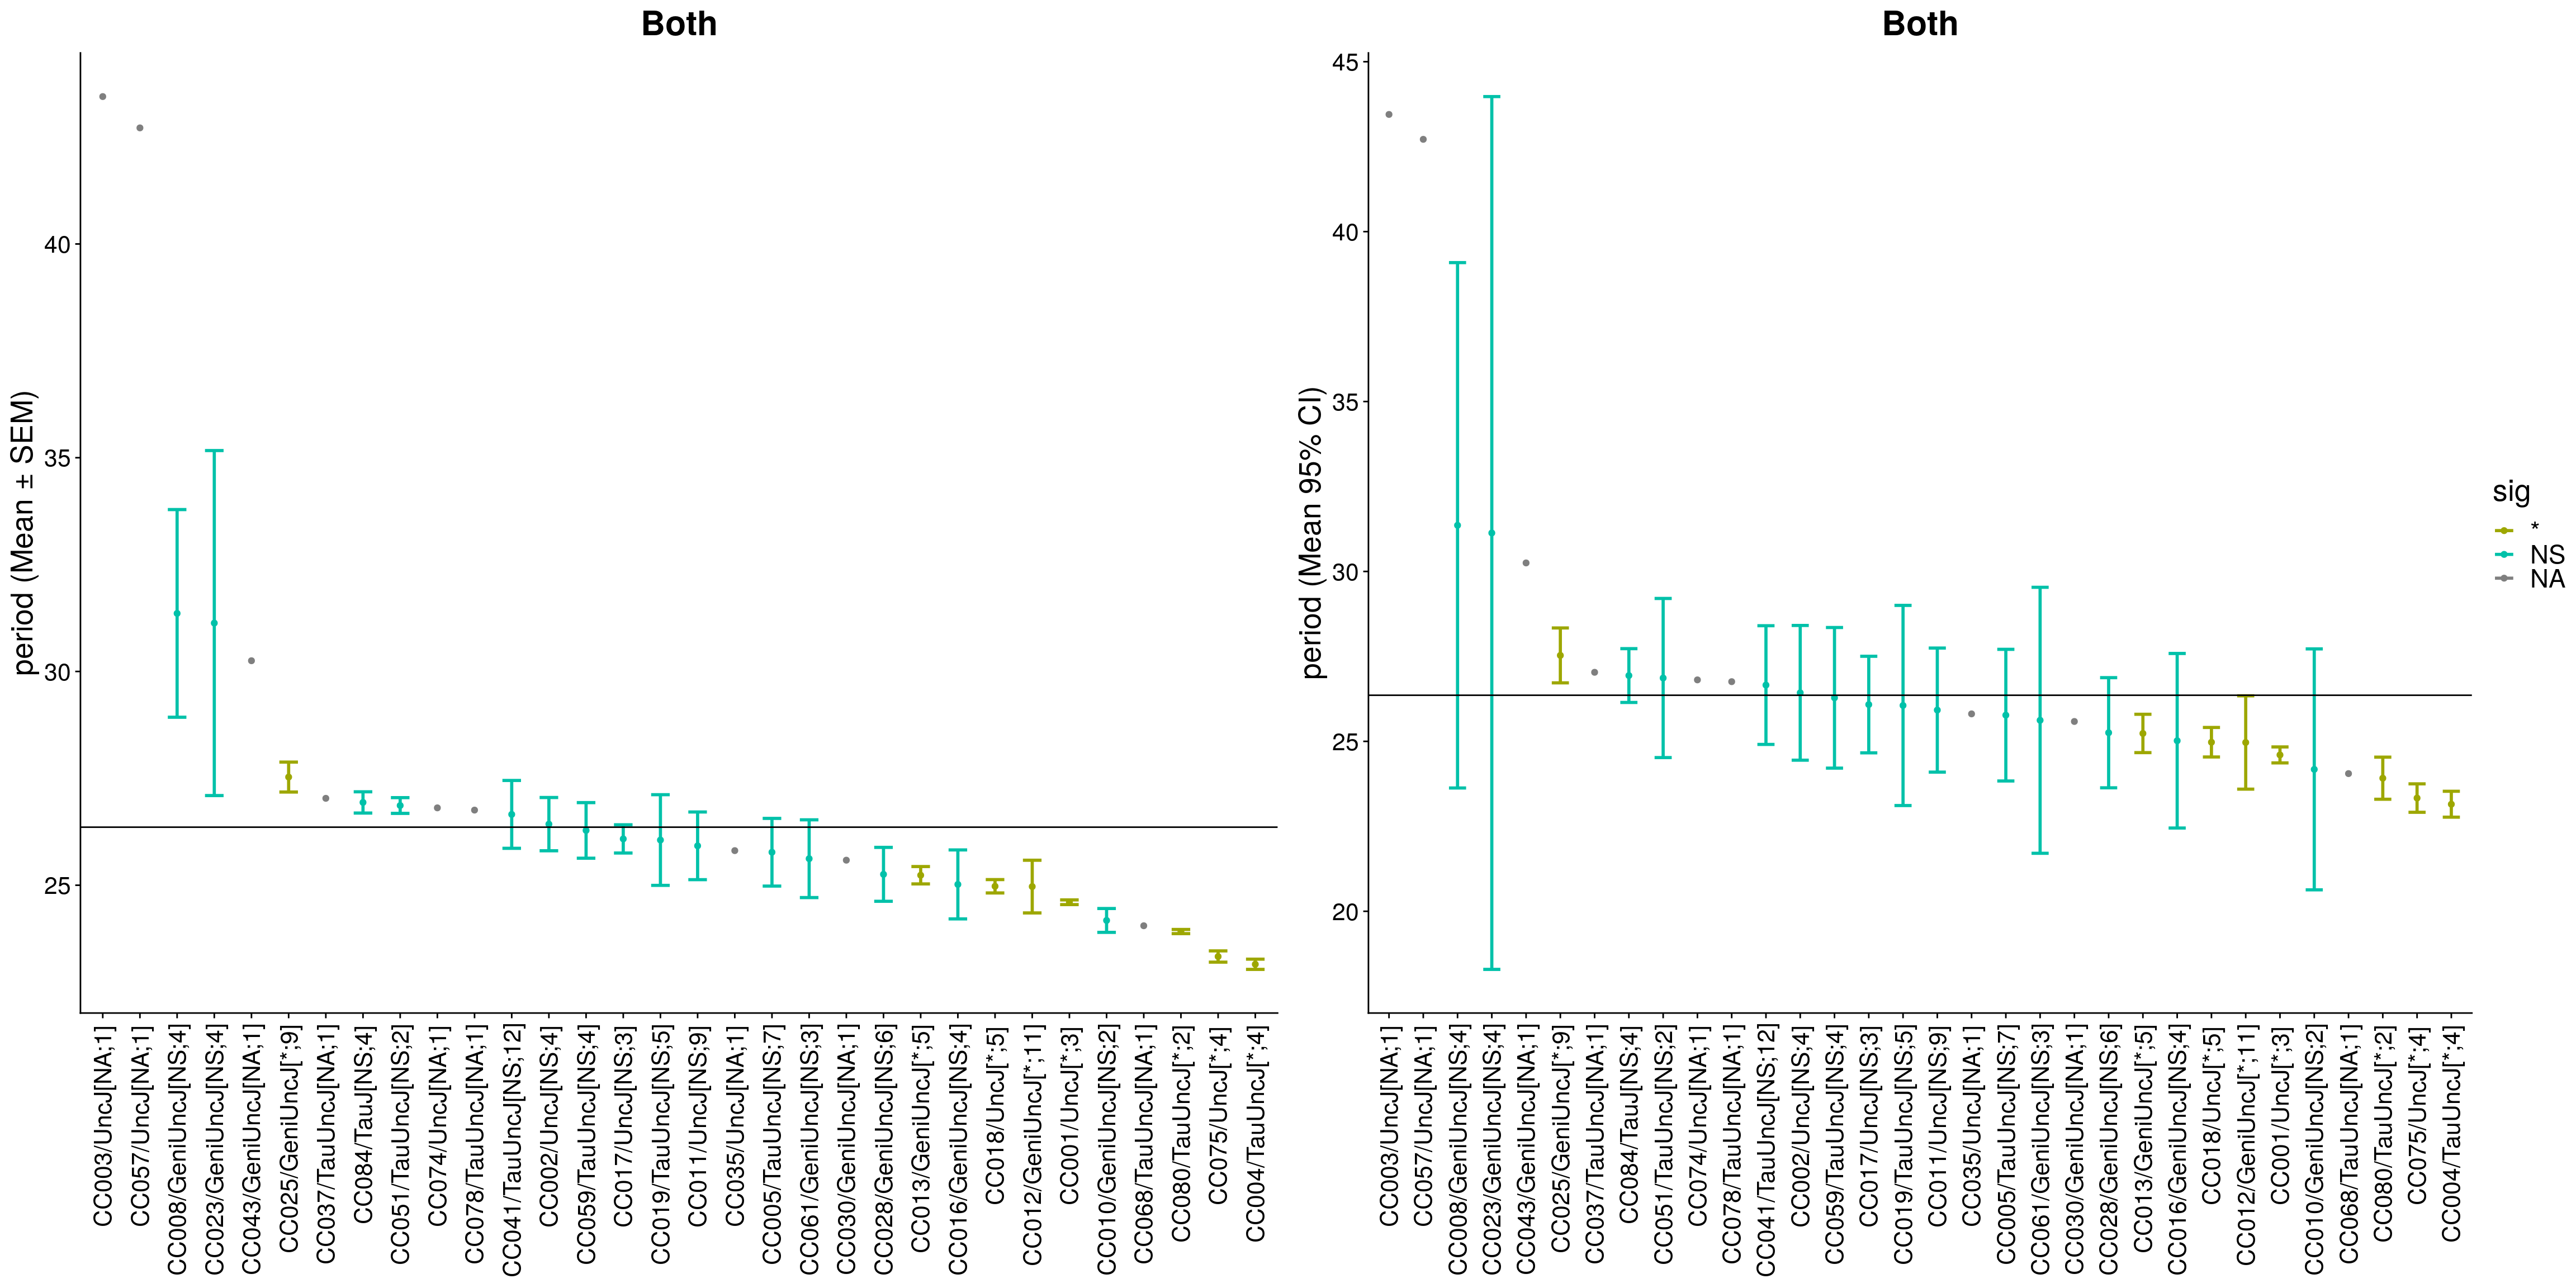 Both
period (Mean ± SEM)
40
35
30
25
CC003/UncJ[NA;1]
CC057/UncJ[NA;1]
CC008/GeniUncJ[NS;4]
CC023/GeniUncJ[NS;4]
CC043/GeniUncJ[NA;1]
CC025/GeniUncJ[*;9]
CC037/TauUncJ[NA;1]
CC084/TauJ[NS;4]
CC051/TauUncJ[NS;2]
CC074/UncJ[NA;1]
CC078/TauUncJ[NA;1]
CC041/TauUncJ[NS;12]
CC002/UncJ[NS;4]
CC059/TauUncJ[NS;4]
CC017/UncJ[NS;3]
CC019/TauUncJ[NS;5]
CC011/UncJ[NS;9]
CC035/UncJ[NA;1]
CC005/TauUncJ[NS;7]
CC061/GeniUncJ[NS;3]
CC030/GeniUncJ[NA;1]
CC028/GeniUncJ[NS;6]
CC013/GeniUncJ[*;5]
CC016/GeniUncJ[NS;4]
CC018/UncJ[*;5]
CC012/GeniUncJ[*;11]
CC001/UncJ[*;3]
CC010/GeniUncJ[NS;2]
CC068/TauUncJ[NA;1]
CC080/TauUncJ[*;2]
CC075/UncJ[*;4]
CC004/TauUncJ[*;4]
Both
period (Mean 95% CI)
45
40
35
30
25
20
CC003/UncJ[NA;1]
CC057/UncJ[NA;1]
CC008/GeniUncJ[NS;4]
CC023/GeniUncJ[NS;4]
CC043/GeniUncJ[NA;1]
CC025/GeniUncJ[*;9]
CC037/TauUncJ[NA;1]
CC084/TauJ[NS;4]
CC051/TauUncJ[NS;2]
CC074/UncJ[NA;1]
CC078/TauUncJ[NA;1]
CC041/TauUncJ[NS;12]
CC002/UncJ[NS;4]
CC059/TauUncJ[NS;4]
CC017/UncJ[NS;3]
CC019/TauUncJ[NS;5]
CC011/UncJ[NS;9]
CC035/UncJ[NA;1]
CC005/TauUncJ[NS;7]
CC061/GeniUncJ[NS;3]
CC030/GeniUncJ[NA;1]
CC028/GeniUncJ[NS;6]
CC013/GeniUncJ[*;5]
CC016/GeniUncJ[NS;4]
CC018/UncJ[*;5]
CC012/GeniUncJ[*;11]
CC001/UncJ[*;3]
CC010/GeniUncJ[NS;2]
CC068/TauUncJ[NA;1]
CC080/TauUncJ[*;2]
CC075/UncJ[*;4]
CC004/TauUncJ[*;4]
sig
*
NS
NA